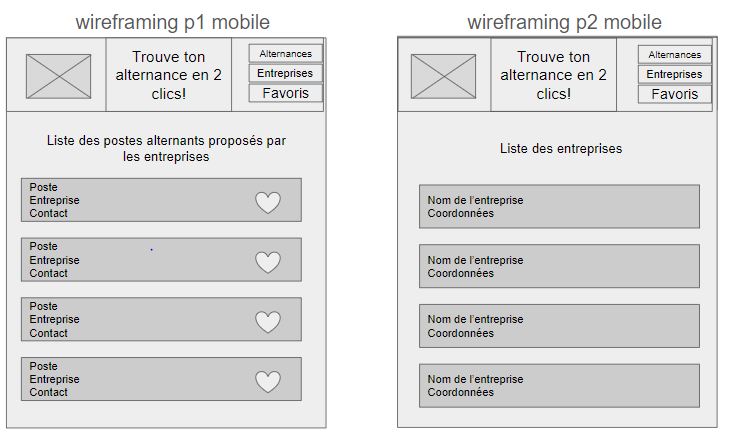 wireframing p1 mobile
Trouve ton
alternance en 2
clics!
Alternances
Entreprises
Favoris
Liste des postes alternants proposés par
les entreprises
Poste
Entreprise
Contact
Poste
Entreprise
Contact
Poste
Entreprise
Contact
Poste
Entreprise
Contact
wireframing p2 mobile
Trouve ton
alternance en 2
clics!
Alternances
Entreprises
Favoris
Liste des entreprises
Nom de l'entreprise
Coordonnées
Nom de l'entreprise
Coordonnées
Nom de l'entreprise
Coordonnées
Nom de l'entreprise
Coordonnées